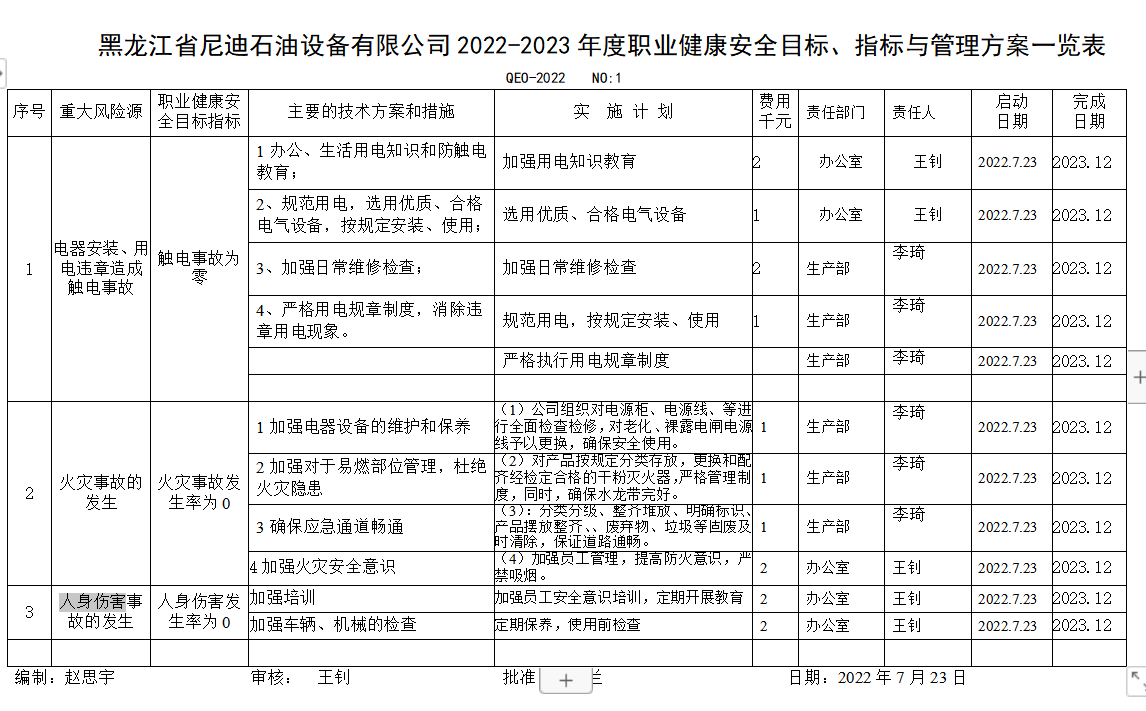 黑龙江省尼迪石油设备有限公司2022-2023年度职业健康安全目标、指标与管理方案一览表
QEO-2022 NO:1
序号 重大风险源 职业健康安全目标指标 主要的技术方案和措施 实 施 计 划 费用千元 责任部门 责任人 启动日期 完成日期
1 电器安装、用电违章造成触电事故 触电事故为零
1办公、生活用电知识和防触电教育； 加强用电知识教育 2 办公室 王钊 2022.7.23 2023.12
2、规范用电，选用优质、合格电气设备，按规定安装、使用； 选用优质、合格电气设备 1 办公室 王钊 2022.7.23 2023.12
3、加强日常维修检查； 加强日常维修检查 2 生产部 李琦 2022.7.23 2023.12
4、严格用电规章制度，消除违章用电现象。 规范用电，按规定安装、使用 1 生产部 李琦 2022.7.23 2023.12
严格执行用电规章制度 生产部 李琦 2022.7.23 2023.12
2 火灾事故的发生 火灾事故发生率为0
1加强电器设备的维护和保养 （1）公司组织对电源柜、电源线、等进行全面检查检修，对老化、裸露电闸电源线予以更换，确保安全使用。 1 生产部 李琦 2022.7.23 2023.12
2加强对于易燃部位管理，杜绝火灾隐患 （2）对产品按规定分类存放，更换和配齐经检定合格的干粉灭火器，严格管理制度，同时，确保水龙带完好。 1 生产部 李琦 2022.7.23 2023.12
3确保应急通道畅通 （3）：分类分级、整齐堆放、明确标识、产品摆放整齐、、废弃物、垃圾等固废及时清除，保证道路通畅。 1 生产部 李琦 2022.7.23 2023.12
4加强火灾安全意识 （4）加强员工管理，提高防火意识，严禁吸烟。 2 办公室 王钊 2022.7.23 2023.12
3 人身伤害事故的发生 人身伤害发生率为0
加强培训 加强员工安全意识培训，定期开展教育 2 办公室 王钊 2022.7.23 2023.12
加强车辆、机械的检查 定期保养，使用前检查 2 办公室 王钊 2022.7.23 2023.12
编制：赵思宇 审核： 王钊 批准 日期：2022年7月23日